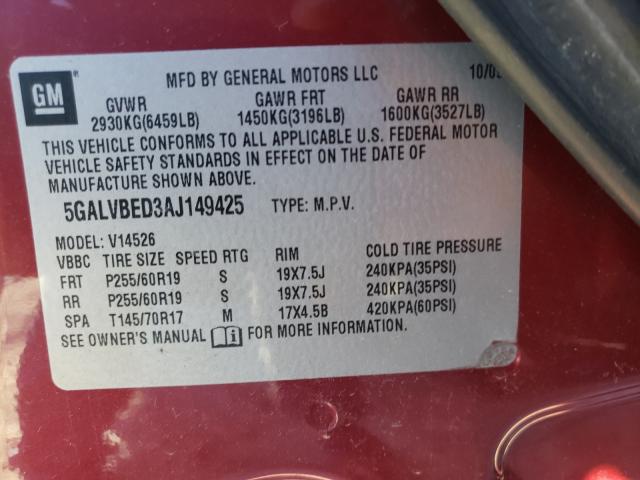 GM
MFD BY GENERAL MOTORS LLC 10/0
GVWR GAWR FRT GAWR RR
2930KG(6459LB) 1450KG(3196LB) 1600KG(3527LB)
THIS VEHICLE CONFORMS TO ALL APPLICABLE U.S. FEDERAL MOTOR
VEHICLE SAFETY STANDARDS IN EFFECT ON THE DATE OF
MANUFACTURE SHOWN ABOVE.
5GALVBED3AJ149425 TYPE: M.P.V.
MODEL: V14526
VBBC TIRE SIZE SPEED RTG RIM COLD TIRE PRESSURE
FRT P255/60R19 S 19X7.5J 240KPA(35PSI)
RR P255/60R19 S 19X7.5J 240KPA(35PSI)
SPA T145/70R17 M 17X4.5B 420KPA(60PSI)
SEE OWNER'S MANUAL FOR MORE INFORMATION.